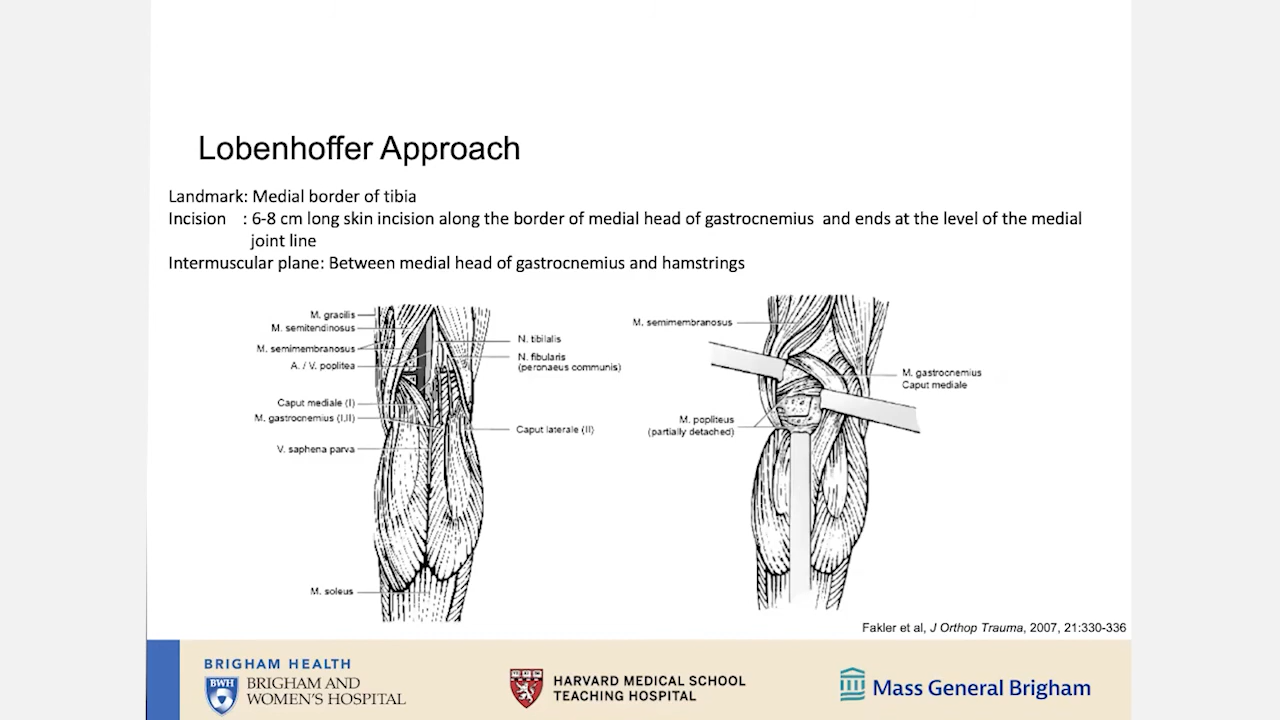 Lobenhoffer Approach
Landmark: Medial border of tibia
Incision : 6-8 cm long skin incision along the border of medial head of gastrocnemius and ends at the level of the medial
joint line
Intermuscular plane: Between medial head of gastrocnemius and hamstrings
M. gracilis
M. semitendinosus
M. semimembranosus
A. / V. poplitea
Caput mediale (I)
M. gastrocnemius (I,II)
V. saphena parva
M. soleus
N. tibilalis
N. fibularis
(peronaeus communis)
Caput laterale (II)
M. semimembranosus
M. popliteus
(partially detached)
M. gastrocnemius
Caput mediale
Fakler et al, J Orthop Trauma, 2007, 21:330-336
BRIGHAM HEALTH
BWH
BRIGHAM AND
WOMEN'S HOSPITAL
HARVARD MEDICAL SCHOOL
TEACHING HOSPITAL
Mass General Brigham